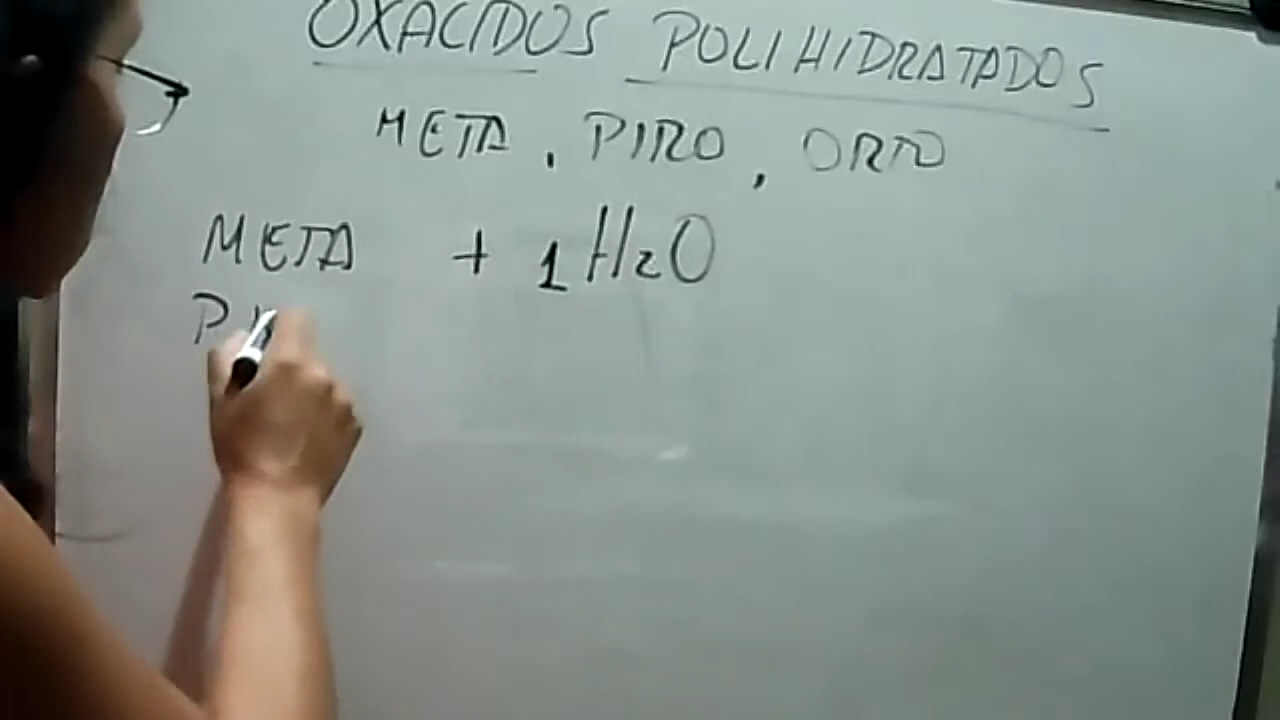 OXACIDOS POLIHIDRATADOS
META, PIRO, ORTO
META + 1 H2O